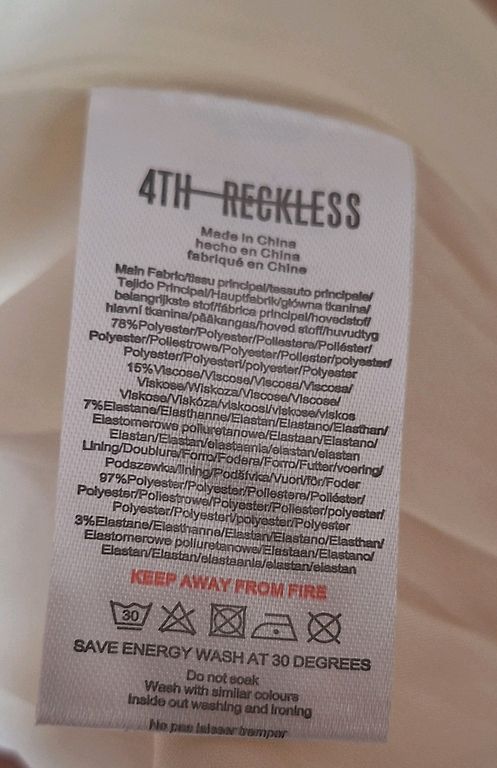 4TH RECKLESS
Made in China
hecho en China
fabriqué en Chine
Main Fabric/tissu principal/tessuto principale/
Tejido Principal/Hauptfabrik/główna tkanina/
belangrijkste stof/fábrica principal/hovedstof/
hlavní tkanina/pääkangas/hoved stoff/huvudtyg
78%Polyester/Polyester/Poliestere/Poliéster/
Polyester/Poliestrowe/Polyester/Poliester/polyesteri/
Polyester/Polyesteri/polyester/Polyester
15%Viscose/Viscose/Viscosa/Viscosa/
Viskose/Wiskoza/Viscose/Viscose/
Viskose/Viskóza/viskoosi/viskose/viskos
7%Elastane/Elasthanne/Elastan/Elastano/Elasthan/
Elastomerowe poliuretanowe/Elastaan/Elastano/
Elastan/Elastan/elastaania/elastan/elastan
Lining/Doublure/Forro/Fodera/Forro/Futter/voering/
Podszewka/lining/Podšívka/Vuori/fôr/Foder
97%Polyester/Polyester/Poliestere/Poliéster/
Polyester/Poliestrowe/Polyester/Poliester/polyesteri/
Polyester/Polyesteri/polyester/Polyester
3%Elastane/Elasthanne/Elastan/Elastano/Elasthan/
Elastomerowe poliuretanowe/Elastaan/Elastano/
Elastan/Elastan/elastaania/elastan/elastan
KEEP AWAY FROM FIRE
30
SAVE ENERGY WASH AT 30 DEGREES
Do not soak
Wash with similar colours
Inside out washing and ironing
Ne pas laisser tremper